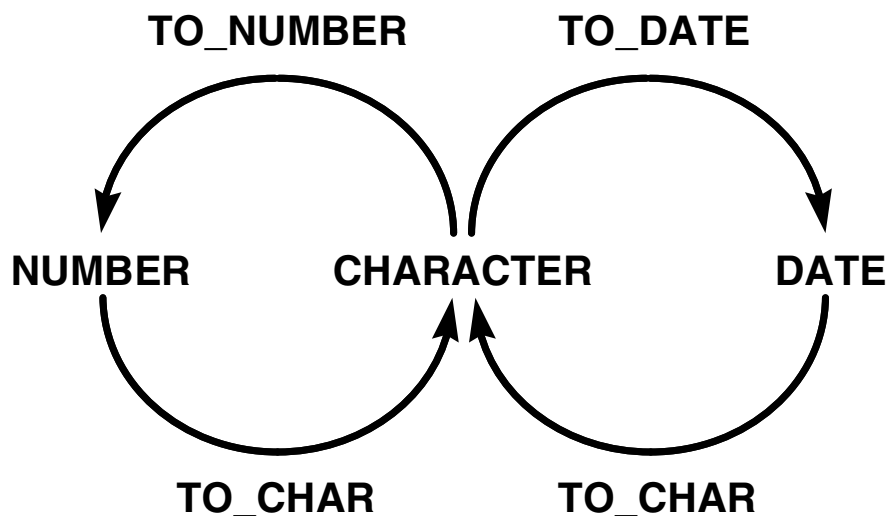 TO_NUMBER TO_DATE
NUMBER CHARACTER DATE
TO_CHAR TO_CHAR